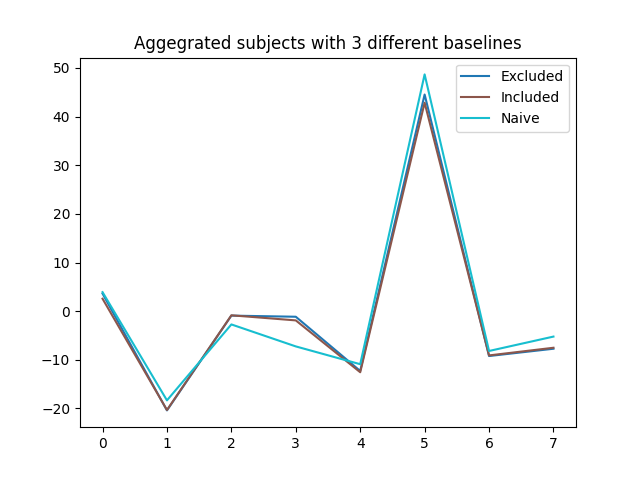 Aggegrated subjects with 3 different baselines
50
40
30
20
10
0
−10
−20
Excluded
Included
Naive
0 1 2 3 4 5 6 7